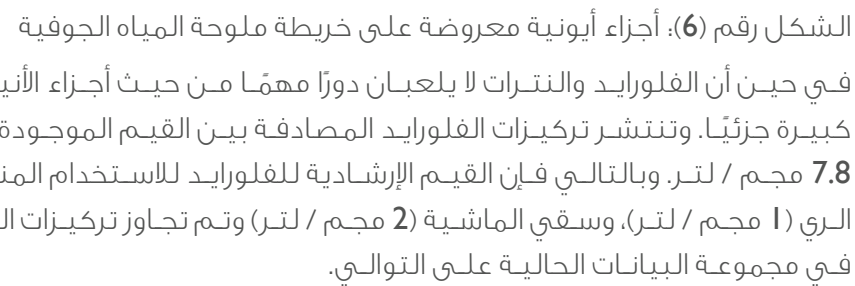 الشكل رقم (6): أجزاء أيونية معروضة على خريطة ملوحة المياه الجوفية
في حين أن الفلورايد والنترات لا يلعبان دورًا مهمًا من حيث أجزاء
كبيرة جزئيًا. وتنتشر تركيزات الفلورايد المصادفة بين القيم الموجودة
7.8 مجم / لتر. وبالتالي فإن القيم الإرشادية للفلورايد للاستخدام
الري (1 مجم / لتر)، وسقي الماشية (2 مجم / لتر) وتم تجاوز تركيزات
في مجموعة البيانات الحالية على التوالي.